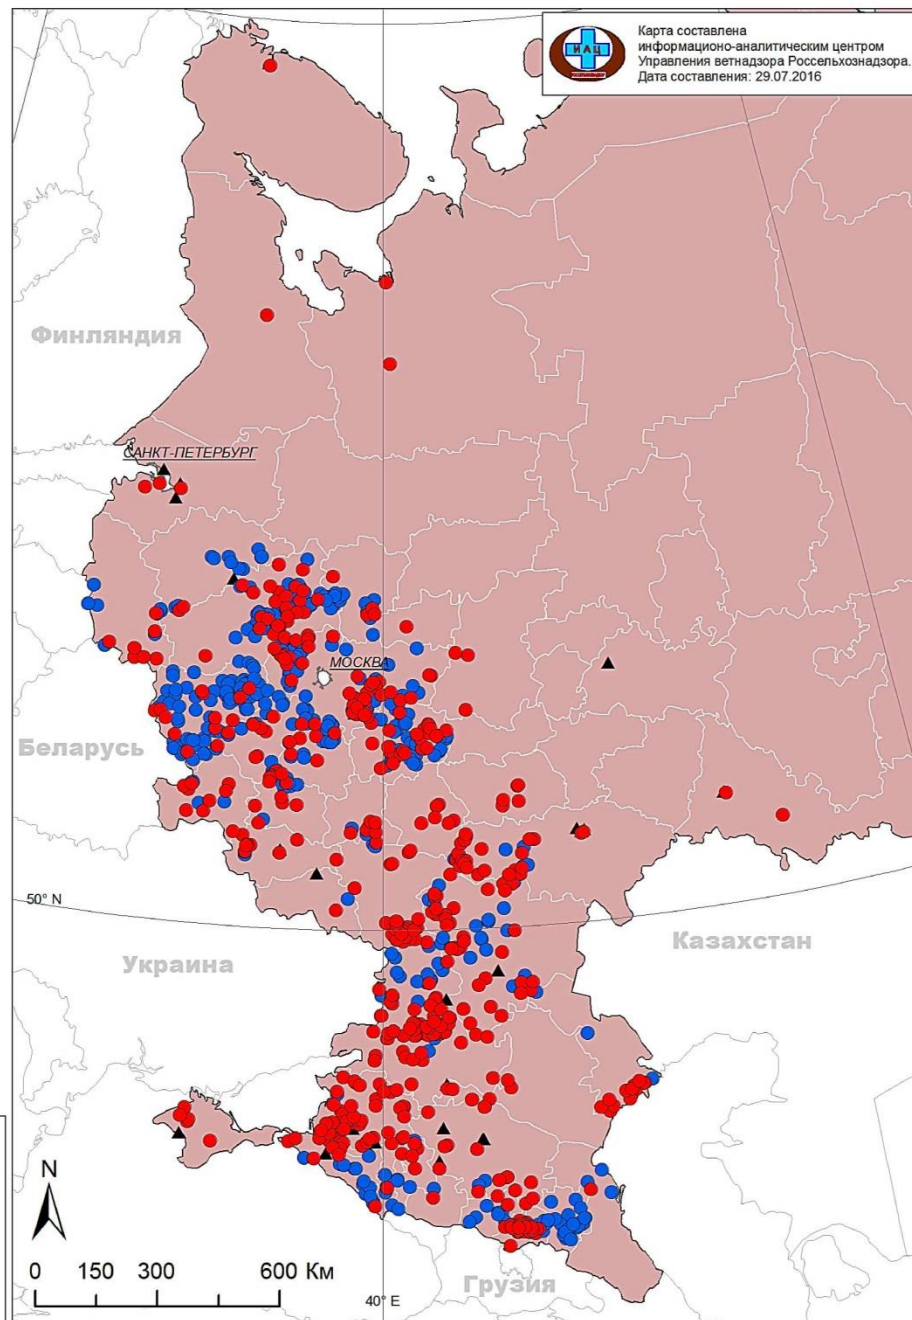 Карта составлена
информационо-аналитическим центром
Управления ветнадзора Россельхознадзора.
Дата составления: 29.07.2016
ИАЦ
Финляндия
САНКТ-ПЕТЕРБУРГ
МОСКВА
Беларусь
50° N
Казахстан
Украина
N
0 150 300 600 Км
Грузия
40° E